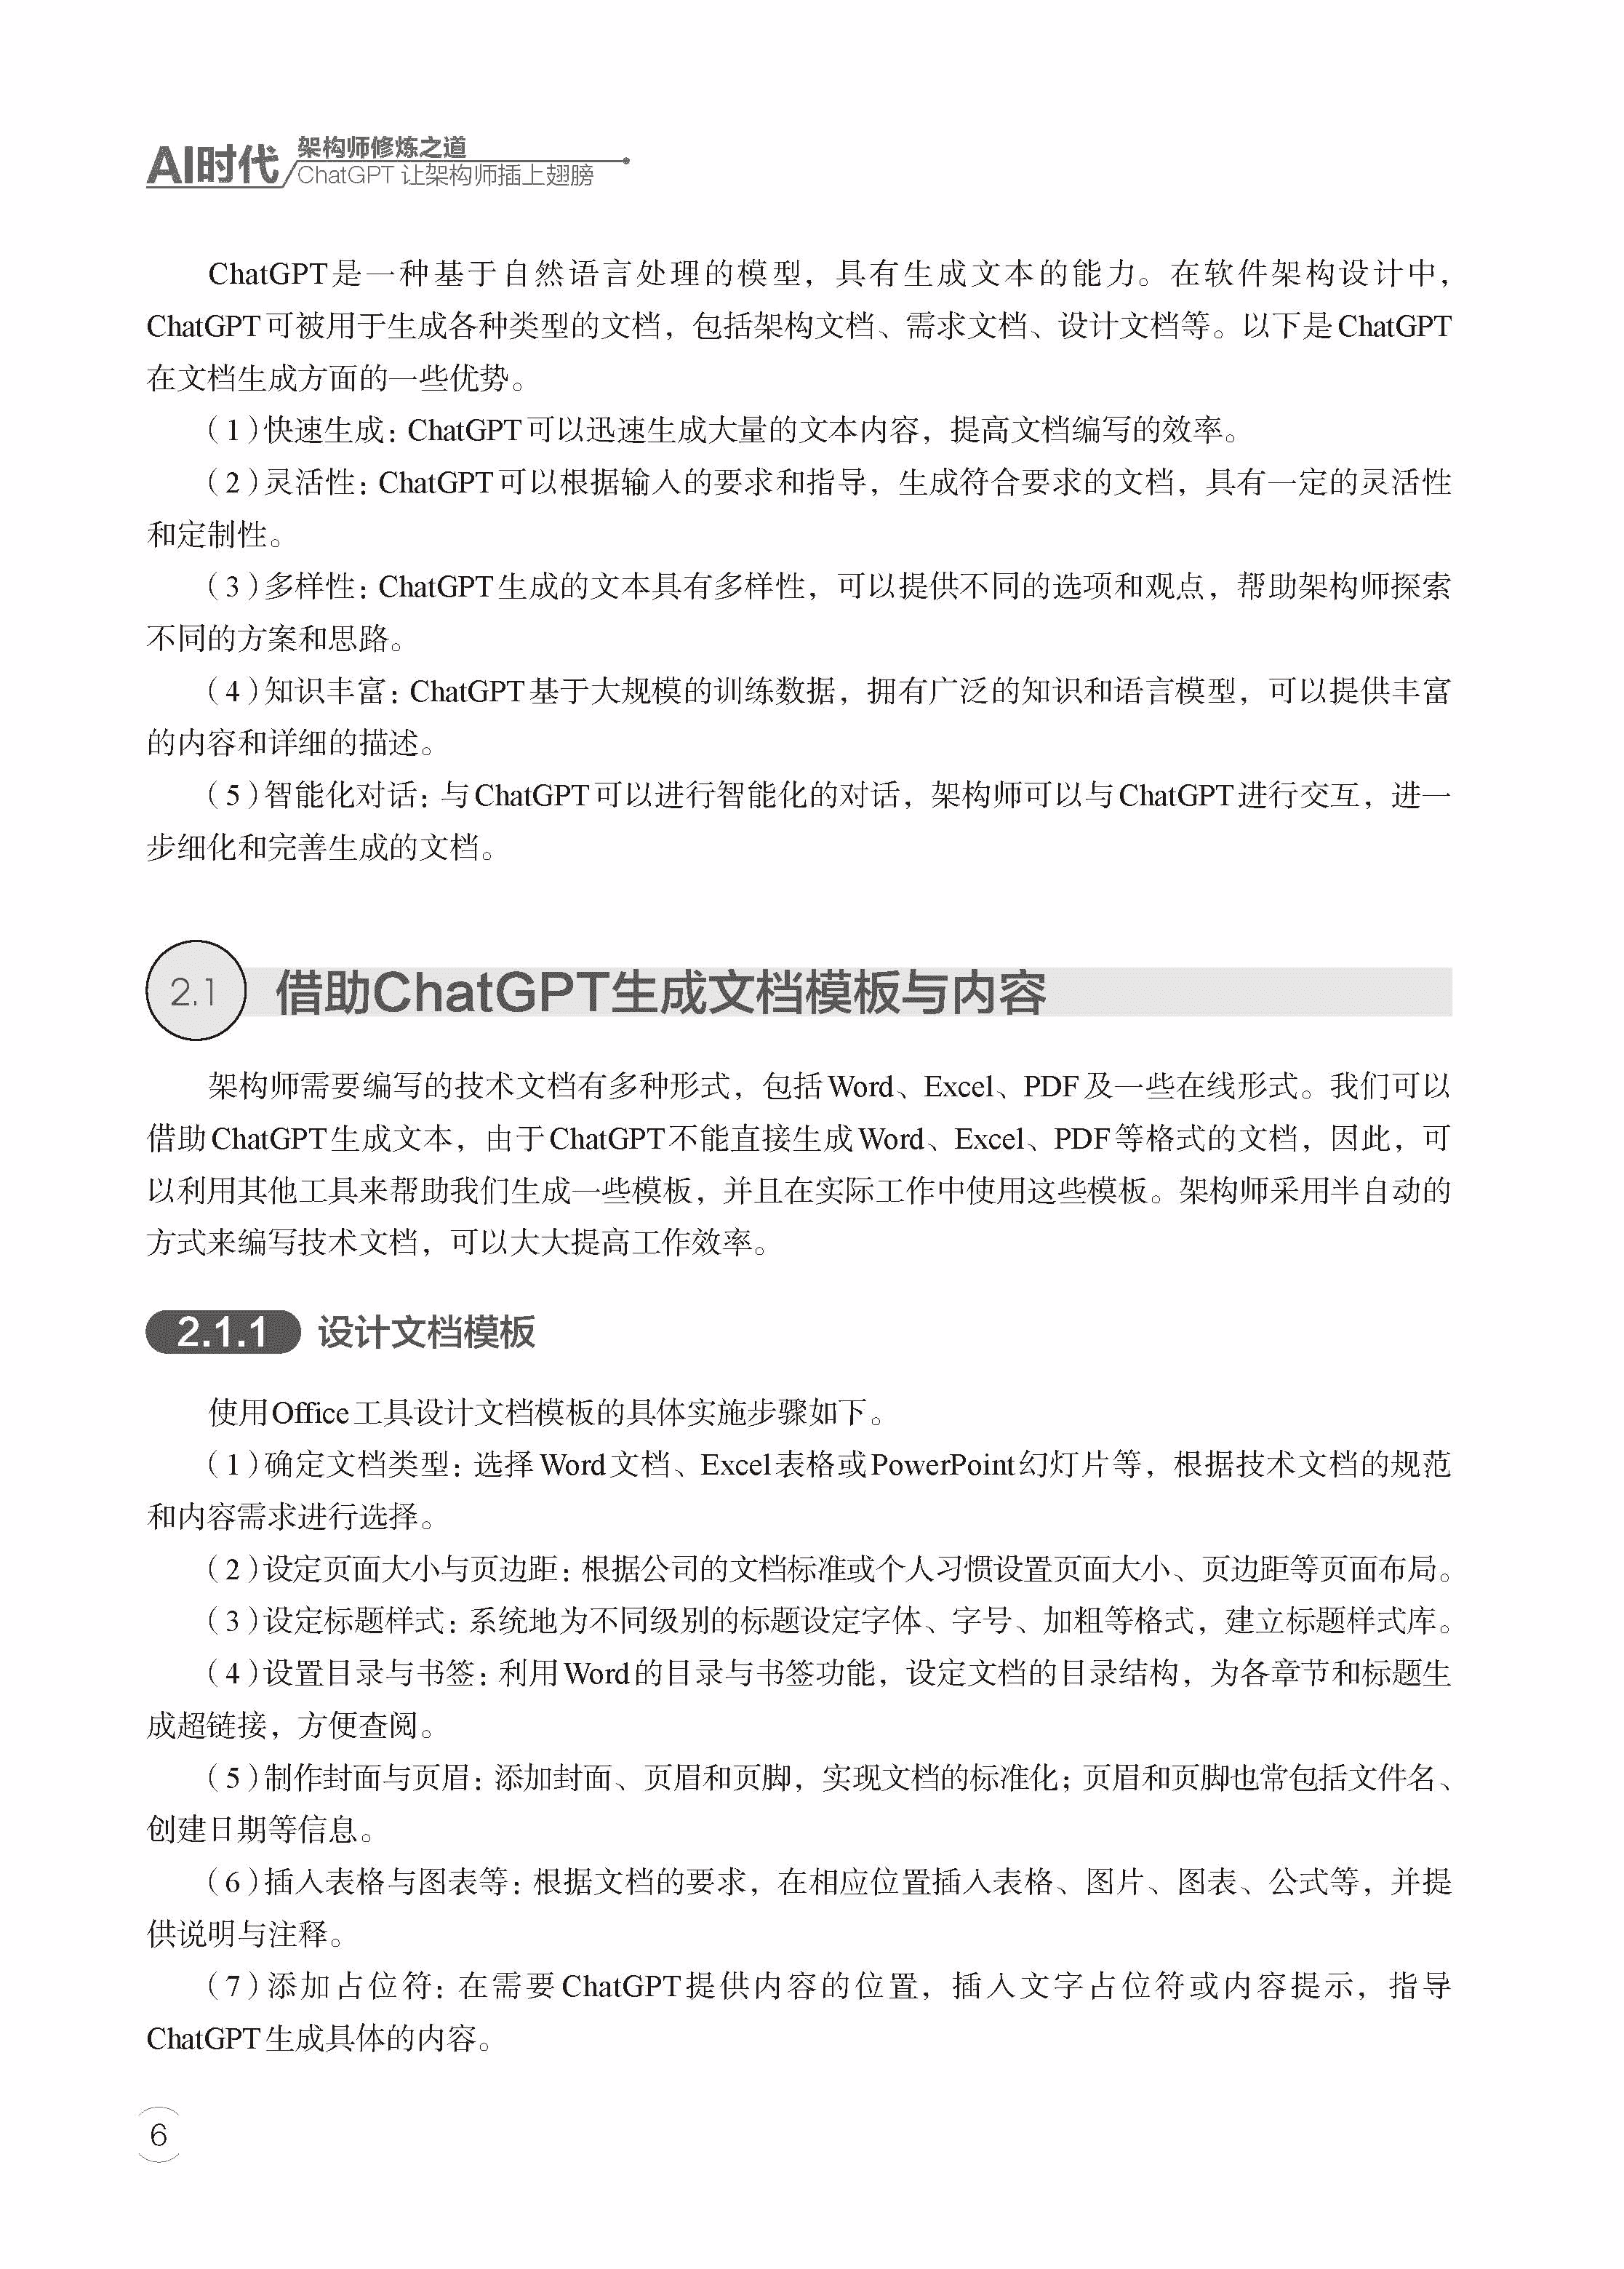 AI时代
架构师修炼之道
ChatGPT 让架构师插上翅膀
ChatGPT是一种基于自然语言处理的模型，具有生成文本的能力。在软件架构设计中，
ChatGPT可被用于生成各种类型的文档，包括架构文档、需求文档、设计文档等。以下是ChatGPT
在文档生成方面的一些优势。
（1）快速生成：ChatGPT可以迅速生成大量的文本内容，提高文档编写的效率。
（2）灵活性：ChatGPT可以根据输入的要求和指导，生成符合要求的文档，具有一定的灵活性
和定制性。
（3）多样性：ChatGPT生成的文本具有多样性，可以提供不同的选项和观点，帮助架构师探索
不同的方案和思路。
（4）知识丰富：ChatGPT基于大规模的训练数据，拥有广泛的知识和语言模型，可以提供丰富
的内容和详细的描述。
（5）智能化对话：与ChatGPT可以进行智能化的对话，架构师可以与ChatGPT进行交互，进一
步细化和完善生成的文档。
2.1 借助ChatGPT生成文档模板与内容
架构师需要编写的技术文档有多种形式，包括Word、Excel、PDF及一些在线形式。我们可以
借助ChatGPT生成文本，由于ChatGPT不能直接生成Word、Excel、PDF等格式的文档，因此，可
以利用其他工具来帮助我们生成一些模板，并且在实际工作中使用这些模板。架构师采用半自动的
方式来编写技术文档，可以大大提高工作效率。
2.1.1 设计文档模板
使用Office工具设计文档模板的具体实施步骤如下。
（1）确定文档类型：选择Word文档、Excel表格或PowerPoint幻灯片等，根据技术文档的规范
和内容需求进行选择。
（2）设定页面大小与页边距：根据公司的文档标准或个人习惯设置页面大小、页边距等页面布局。
（3）设定标题样式：系统地为不同级别的标题设定字体、字号、加粗等格式，建立标题样式库。
（4）设置目录与书签：利用Word的目录与书签功能，设定文档的目录结构，为各章节和标题生
成超链接，方便查阅。
（5）制作封面与页眉：添加封面、页眉和页脚，实现文档的标准化；页眉和页脚也常包括文件名、
创建日期等信息。
（6）插入表格与图表等：根据文档的要求，在相应位置插入表格、图片、图表、公式等，并提
供说明与注释。
（7）添加占位符：在需要ChatGPT提供内容的位置，插入文字占位符或内容提示，指导
ChatGPT生成具体的内容。
6